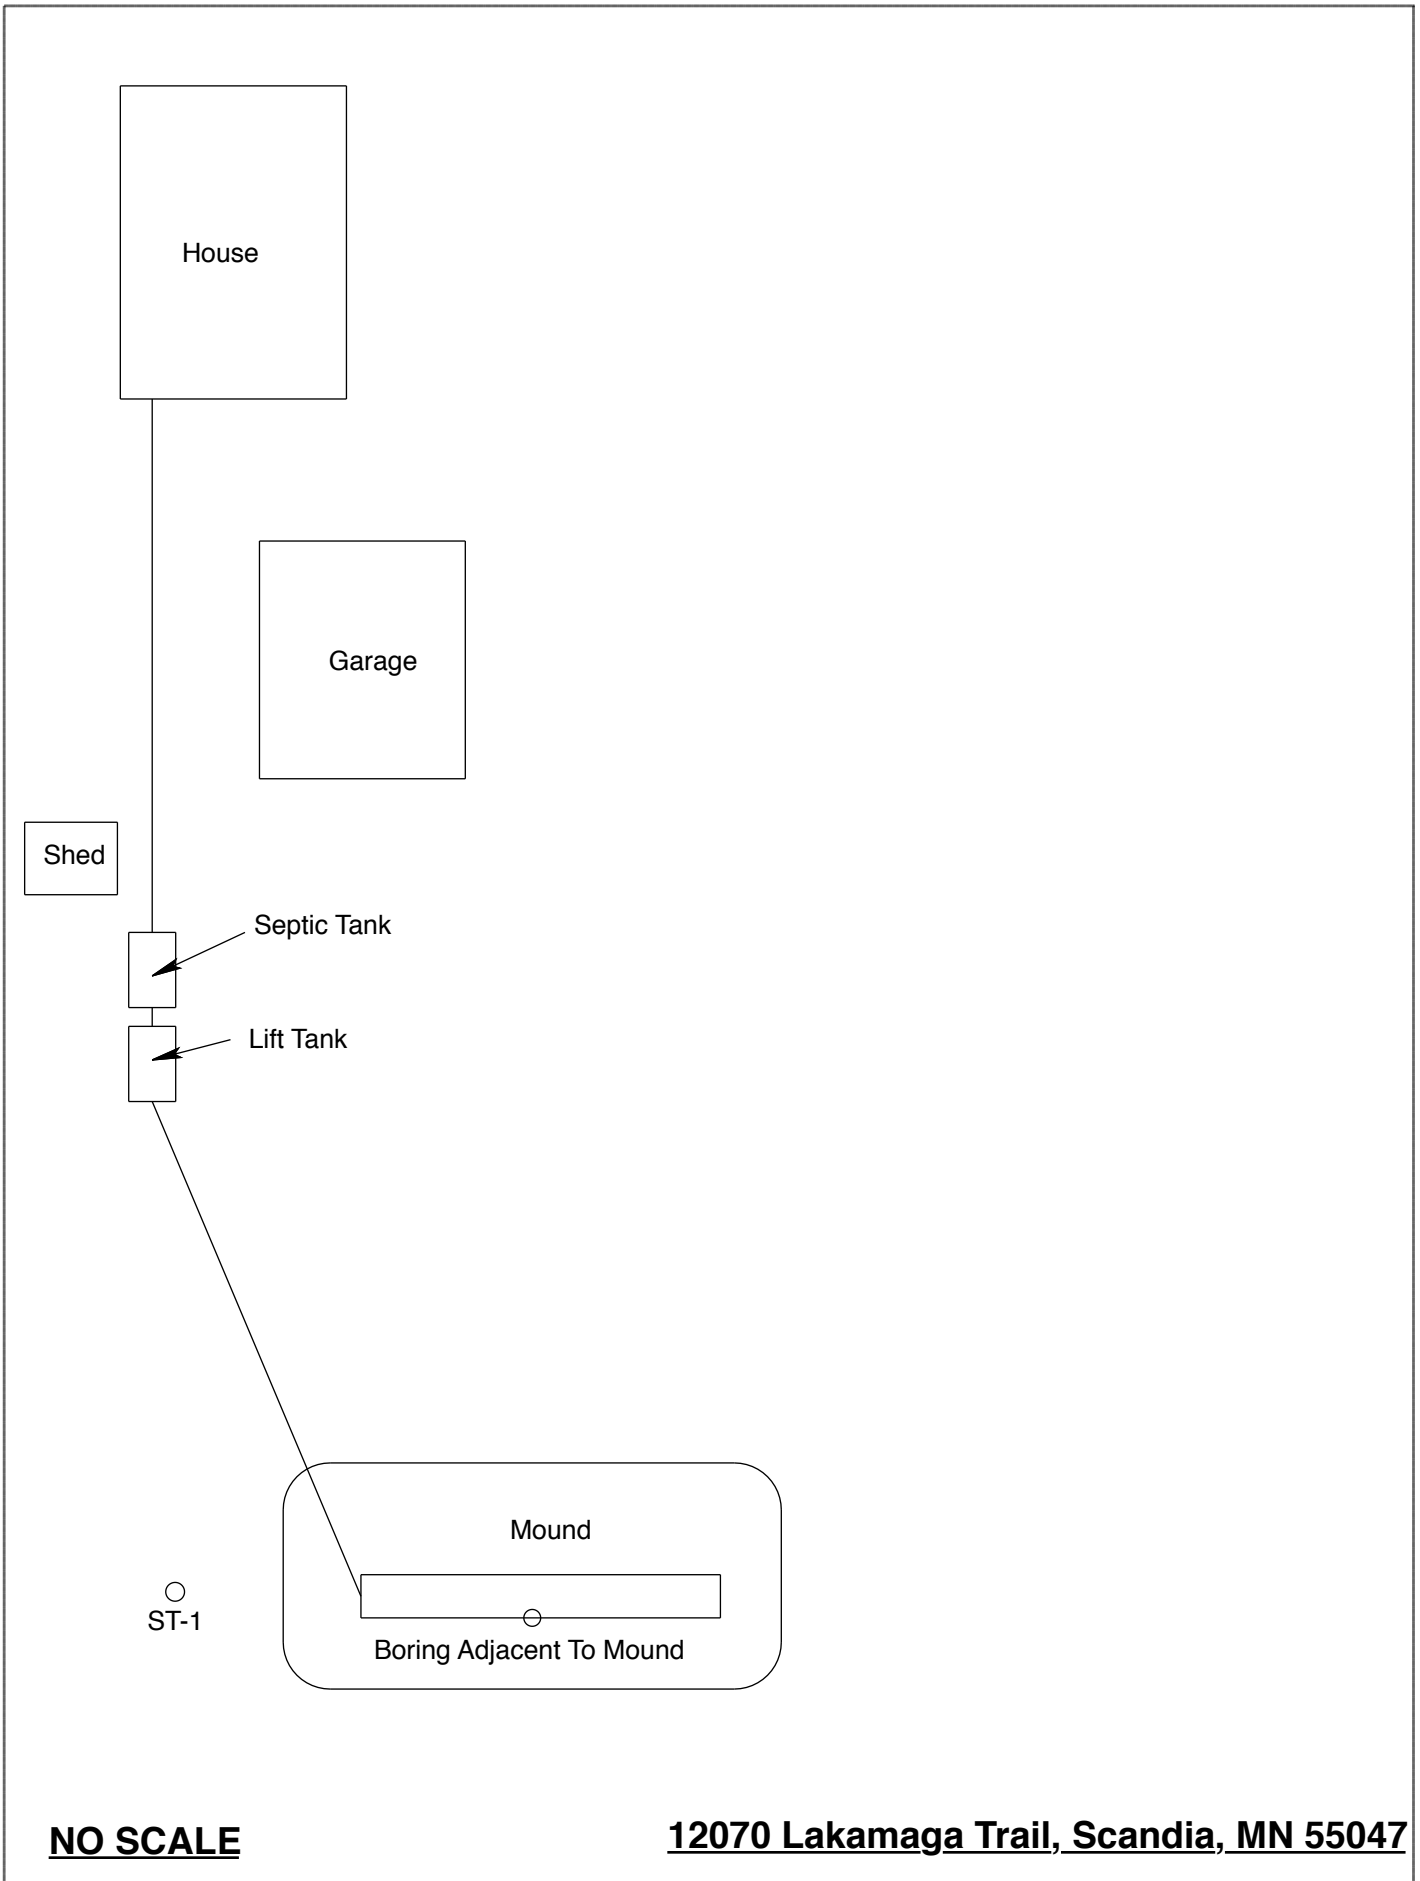 House
Garage
Shed
Septic Tank
Lift Tank
Mound
ST-1
Boring Adjacent To Mound
NO SCALE
12070 Lakamaga Trail, Scandia, MN 55047